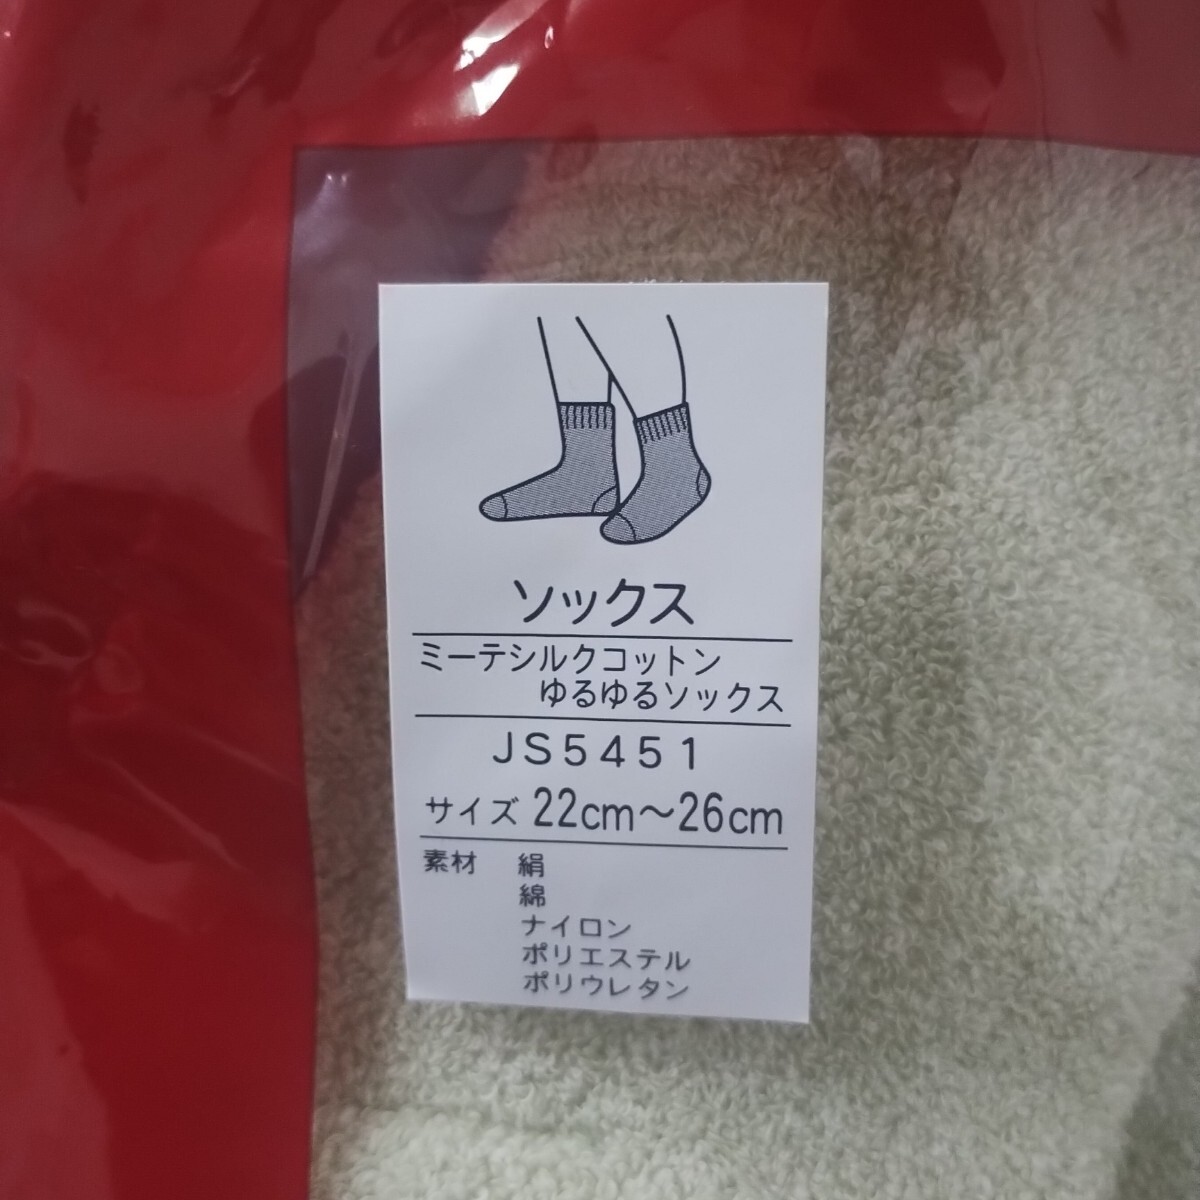 ソックス
ミーテシルクコットン
ゆるゆるソックス
JS5451
サイズ 22cm～26cm
素材 絹
綿
ナイロン
ポリエステル
ポリウレタン